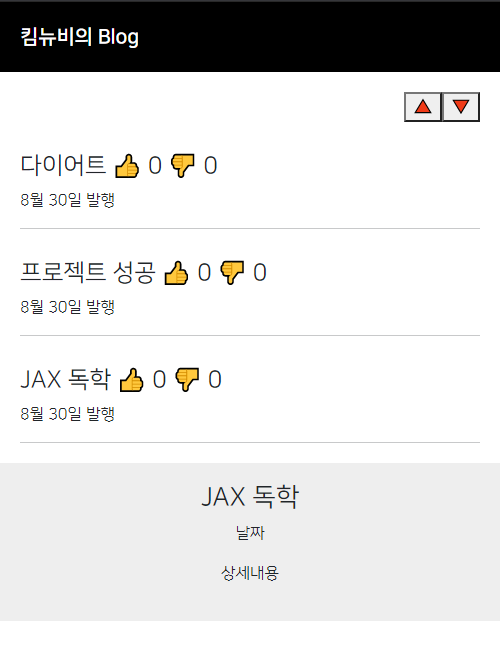 킴뉴비의 Blog
🔺 🔻
다이어트 👍 0 👎 0
8월 30일 발행
프로젝트 성공 👍 0 👎 0
8월 30일 발행
JAX 독학 👍 0 👎 0
8월 30일 발행
JAX 독학
날짜
상세내용